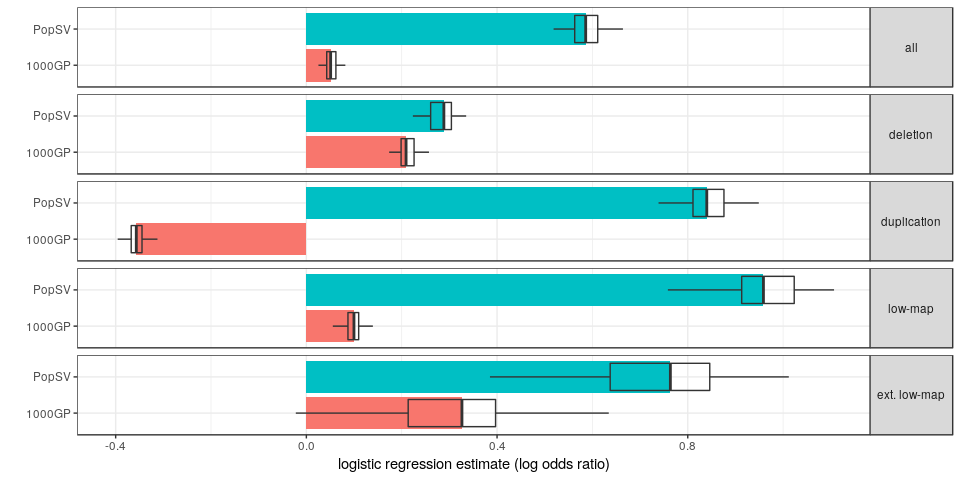 PopSV
1000GP
all
PopSV
1000GP
deletion
PopSV
1000GP
duplication
PopSV
1000GP
low-map
PopSV
1000GP
ext. low-map
-0.4 0.0 0.4 0.8
logistic regression estimate (log odds ratio)